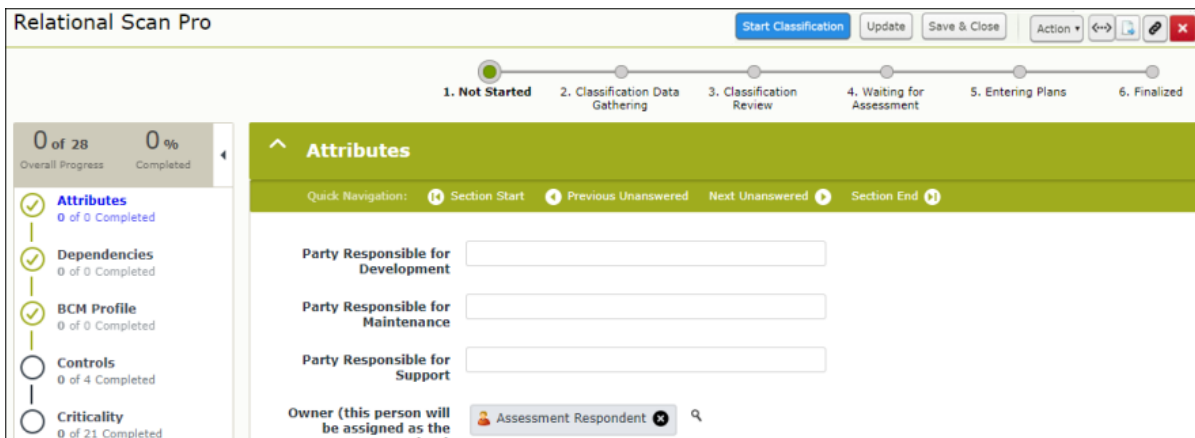 Relational Scan Pro
Start Classification
Update
Save & Close
Action
1. Not Started
2. Classification Data
Gathering
3. Classification
Review
4. Waiting for
Assessment
5. Entering Plans
6. Finalized
0 of 28
Overall Progress
0 %
Completed
Attributes
0 of 0 Completed
Dependencies
0 of 0 Completed
BCM Profile
0 of 0 Completed
Controls
0 of 4 Completed
Criticality
0 of 21 Completed
Attributes
Quick Navigation: Section Start Previous Unanswered Next Unanswered Section End
Party Responsible for
Development
Party Responsible for
Maintenance
Party Responsible for
Support
Owner (this person will
be assigned as the
Assessment Respondent